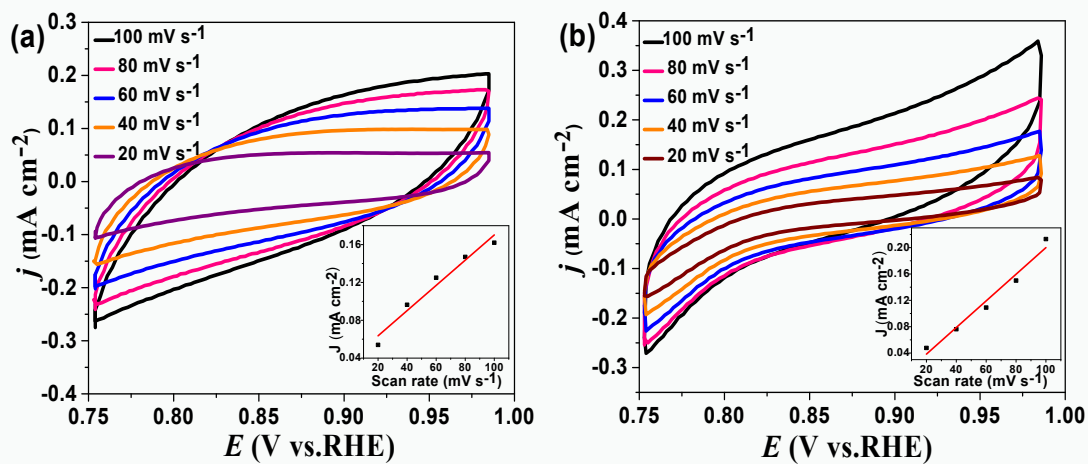 (a)
100 mV s-1
80 mV s-1
60 mV s-1
40 mV s-1
20 mV s-1
0.3
0.2
0.1
0.0
-0.1
-0.2
-0.3
-0.4
j (mA cm−2)
0.75
0.80
0.85
0.90
0.95
1.00
E (V vs.RHE)
0.16
0.12
0.08
0.04
J (mA cm-2)
20 40 60 80 100
Scan rate (mV s-1)
(b)
100 mV s-1
80 mV s-1
60 mV s-1
40 mV s-1
20 mV s-1
0.4
0.3
0.2
0.1
0.0
-0.1
-0.2
-0.3
j (mA cm−2)
0.75
0.80
0.85
0.90
0.95
1.00
E (V vs.RHE)
0.20
0.16
0.12
0.08
0.04
J (mA cm-2)
20 40 60 80 100
Scan rate (mV s-1)